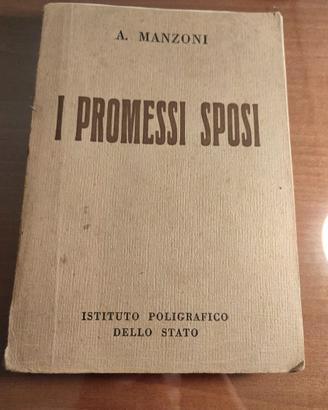 A. MANZONI
I PROMESSI SPOSI
ISTITUTO POLIGRAFICO
DELLO STATO